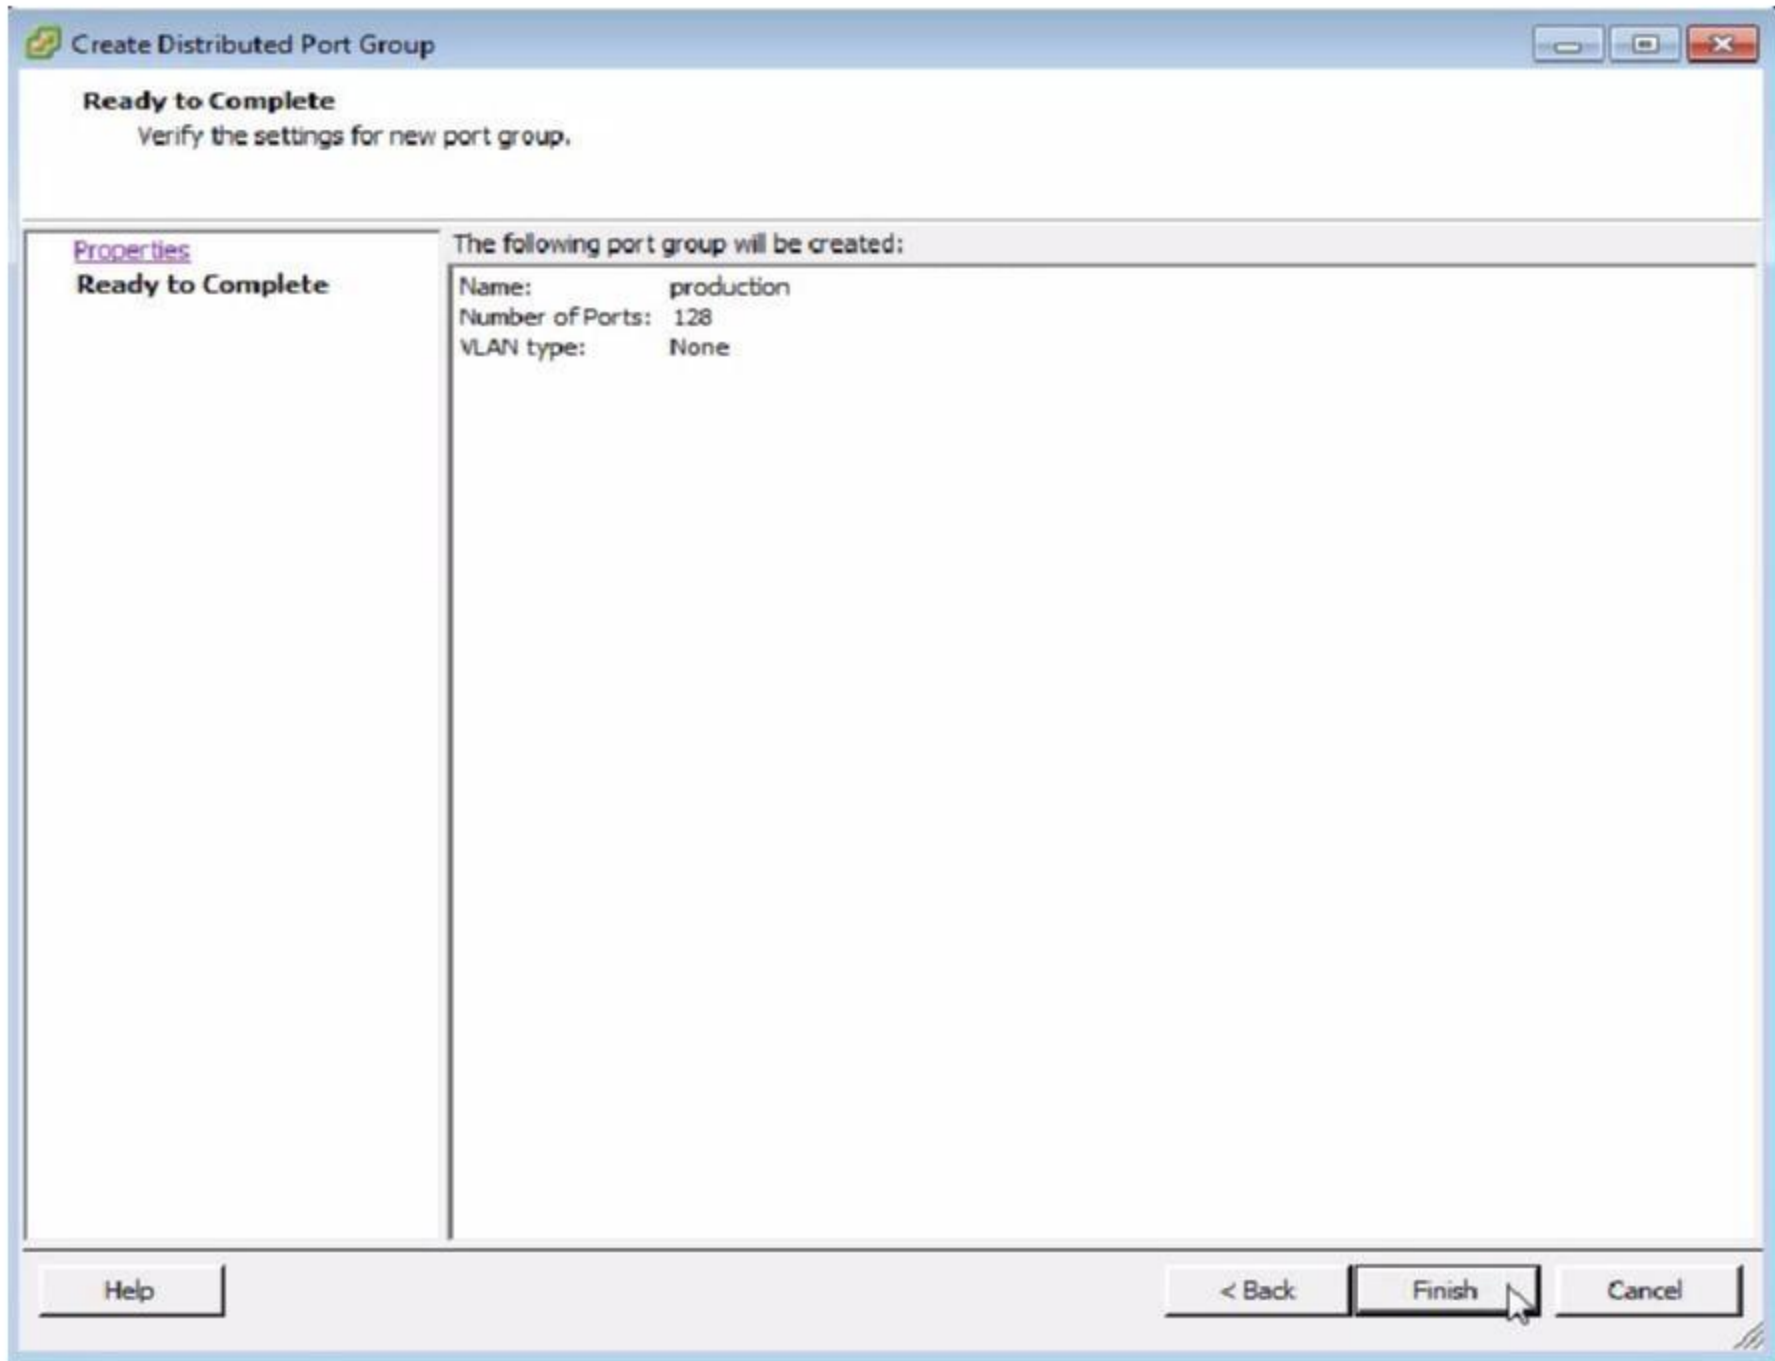 Create Distributed Port Group
Ready to Complete
Verify the settings for new port group.
Properties
Ready to Complete
The following port group will be created:
Name: production
Number of Ports: 128
VLAN type: None
Help
< Back
Finish
Cancel